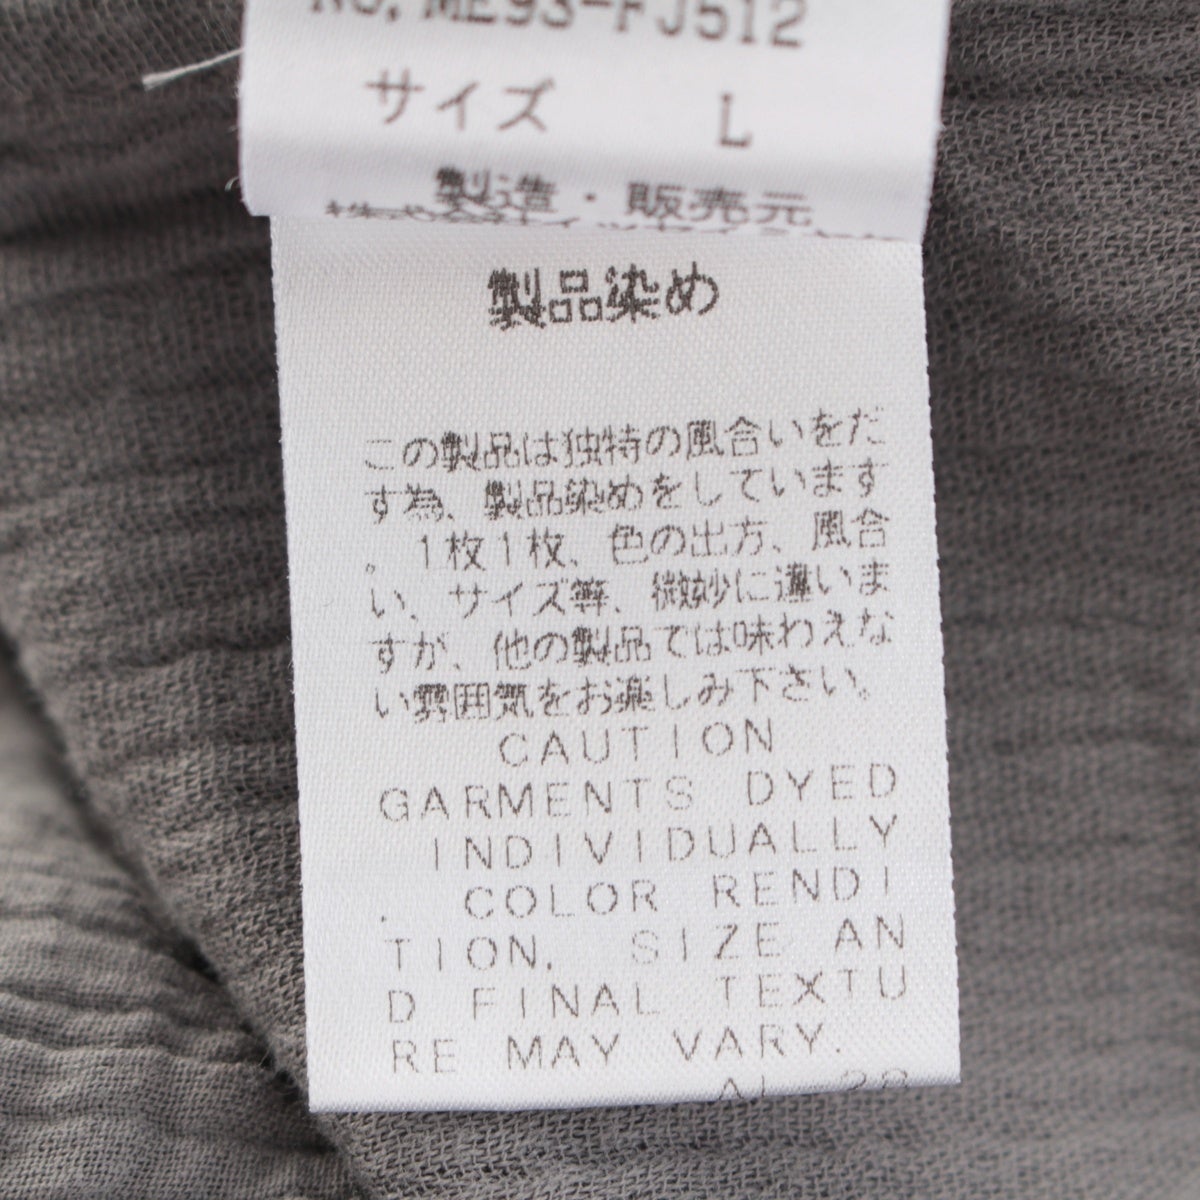 No. ME93-FJ512
サイズ L
製造・販売元
製品染め
この製品は独特の風合いをだ
す為、製品染めをしています
。1枚1枚、色の出方、風合
い、サイズ等、微妙に違いま
すが、他の製品では味わえな
い雰囲気をお楽しみ下さい。
CAUTION
GARMENTS DYED
INDIVIDUALLY
. COLOR RENDI
TION, SIZE AN
D FINAL TEXTU
RE MAY VARY.